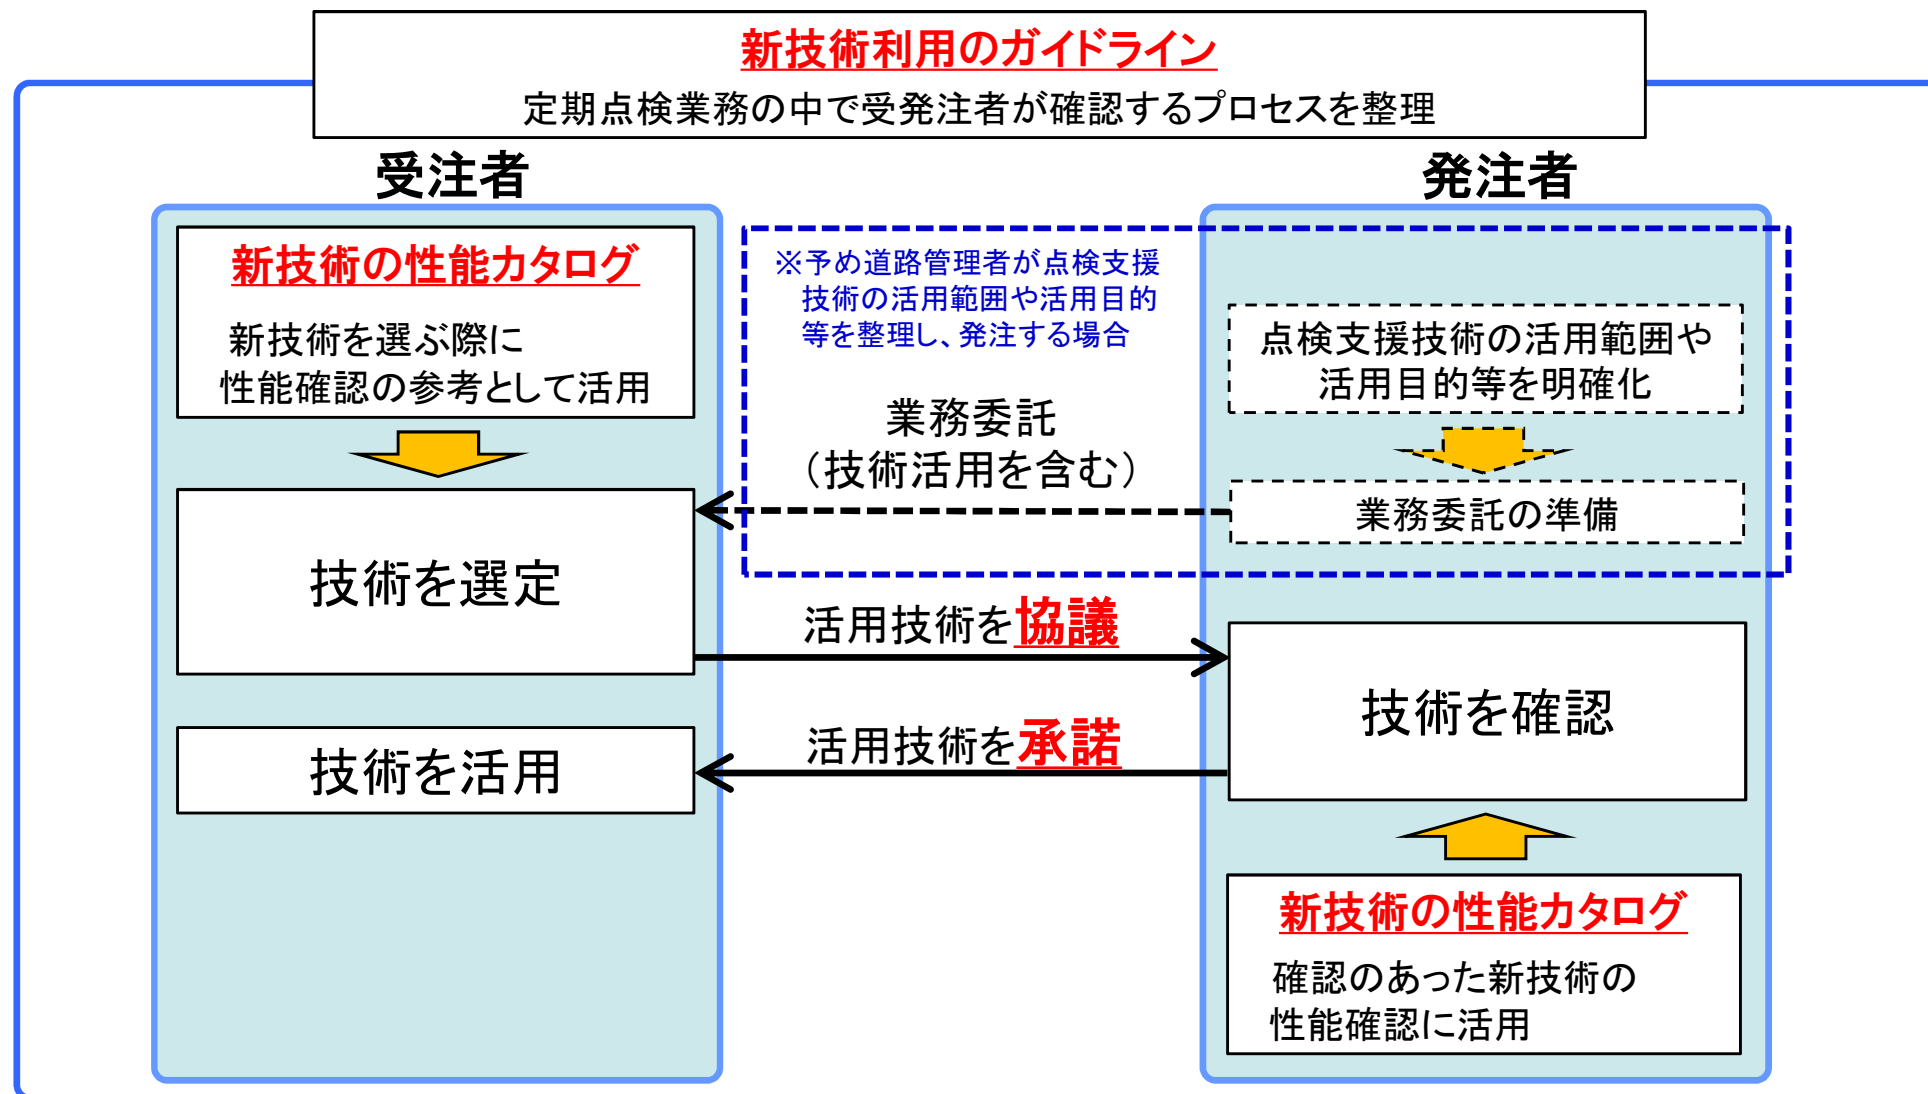 新技術利用のガイドライン
定期点検業務の中で受発注者が確認するプロセスを整理
受注者
発注者
新技術の性能カタログ
新技術を選ぶ際に
性能確認の参考として活用
※予め道路管理者が点検支援
技術の活用範囲や活用目的
等を整理し、発注する場合
点検支援技術の活用範囲や
活用目的等を明確化
業務委託
(技術活用を含む)
業務委託の準備
技術を選定
活用技術を協議
技術を確認
活用技術を承諾
技術を活用
新技術の性能カタログ
確認のあった新技術の
性能確認に活用